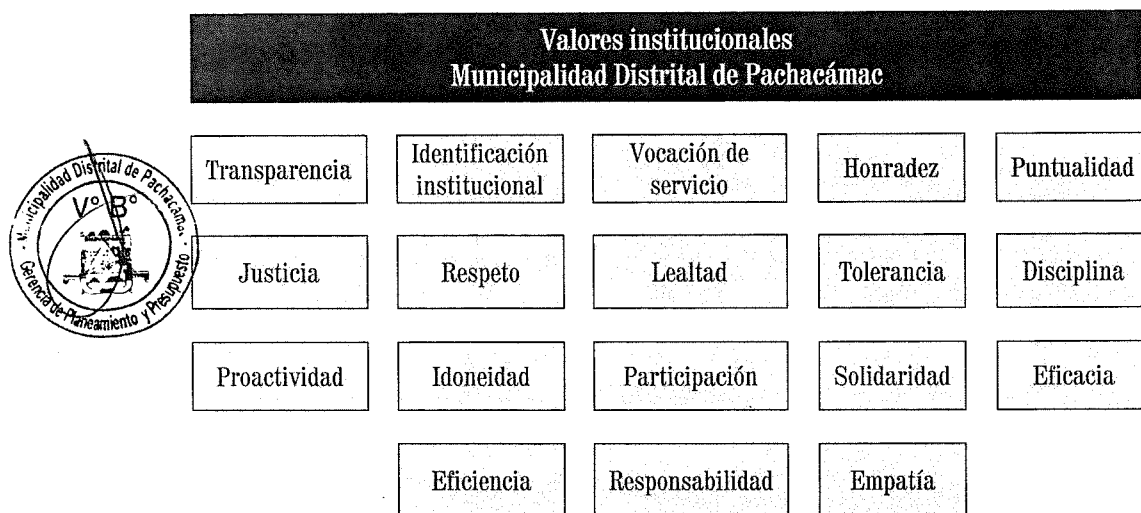 Valores institucionales
Municipalidad Distrital de Pachacámac
Transparencia
Identificación
institucional
Vocación de
servicio
Honradez
Puntualidad
Municipalidad Distrital de Pachacámac
V° B°
Gerencia de Planeamiento y Presupuesto
Justicia
Respeto
Lealtad
Tolerancia
Disciplina
Proactividad
Idoneidad
Participación
Solidaridad
Eficacia
Eficiencia
Responsabilidad
Empatía